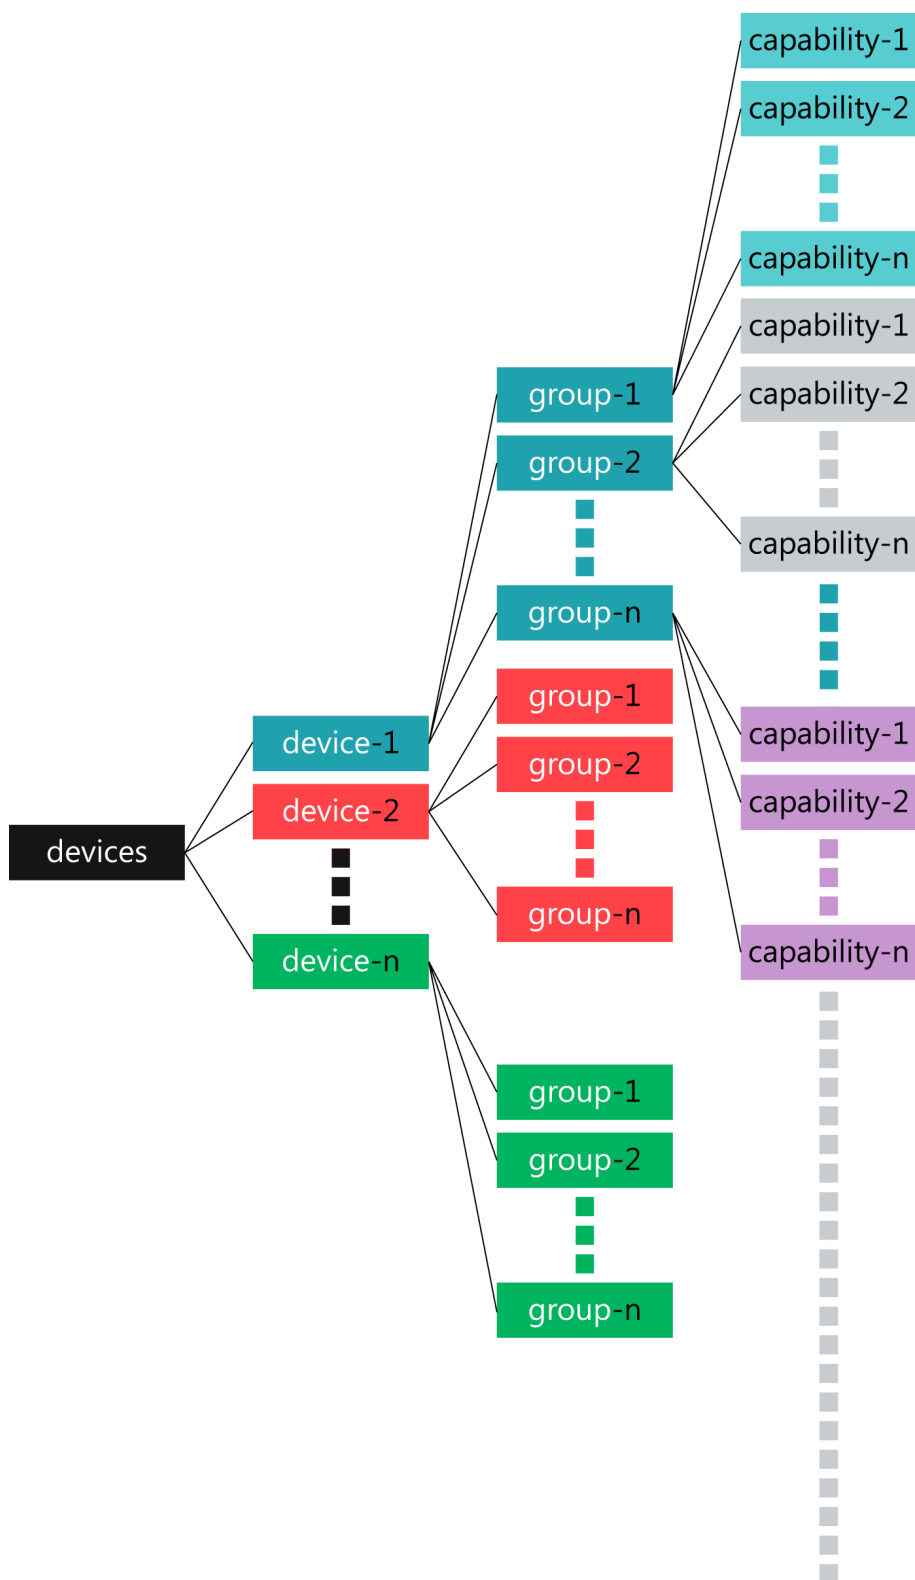 devices
device-1
device-2
device-n
group-1
group-2
group-n
group-1
group-2
group-n
group-1
group-2
group-n
capability-1
capability-2
capability-n
capability-1
capability-2
capability-n
capability-1
capability-2
capability-n